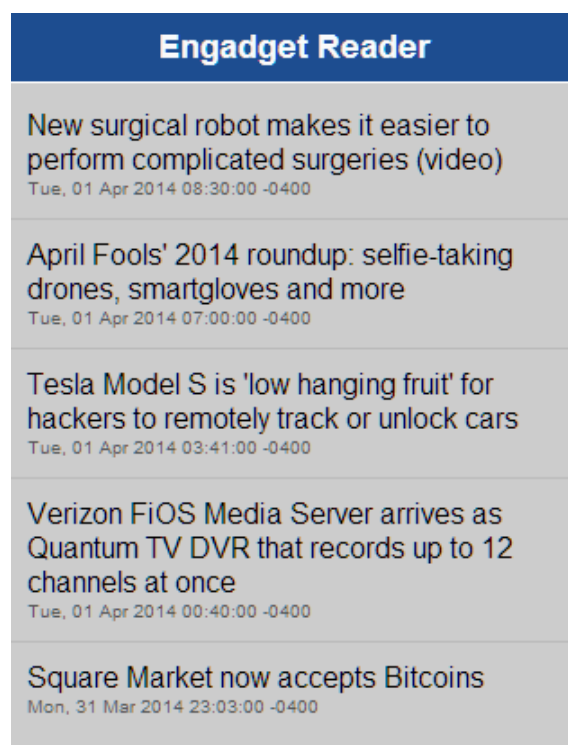 Engadget Reader
New surgical robot makes it easier to
perform complicated surgeries (video)
Tue, 01 Apr 2014 08:30:00 -0400
April Fools' 2014 roundup: selfie-taking
drones, smartgloves and more
Tue, 01 Apr 2014 07:00:00 -0400
Tesla Model S is 'low hanging fruit' for
hackers to remotely track or unlock cars
Tue, 01 Apr 2014 03:41:00 -0400
Verizon FiOS Media Server arrives as
Quantum TV DVR that records up to 12
channels at once
Tue, 01 Apr 2014 00:40:00 -0400
Square Market now accepts Bitcoins
Mon, 31 Mar 2014 23:03:00 -0400